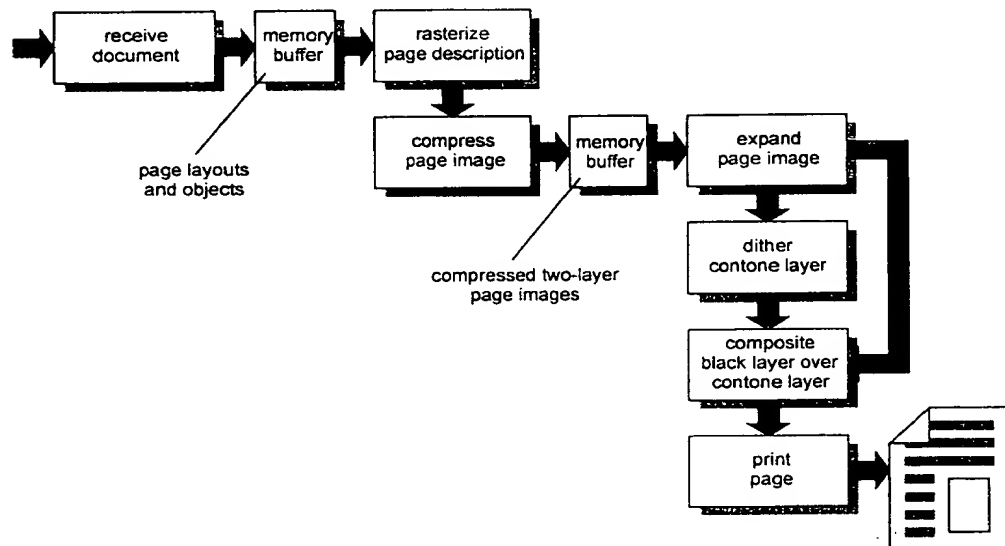 receive
document
memory
buffer
rasterize
page description
compress
page image
memory
buffer
expand
page image
page layouts
and objects
dither
contone layer
compressed two-layer
page images
composite
black layer over
contone layer
print
page